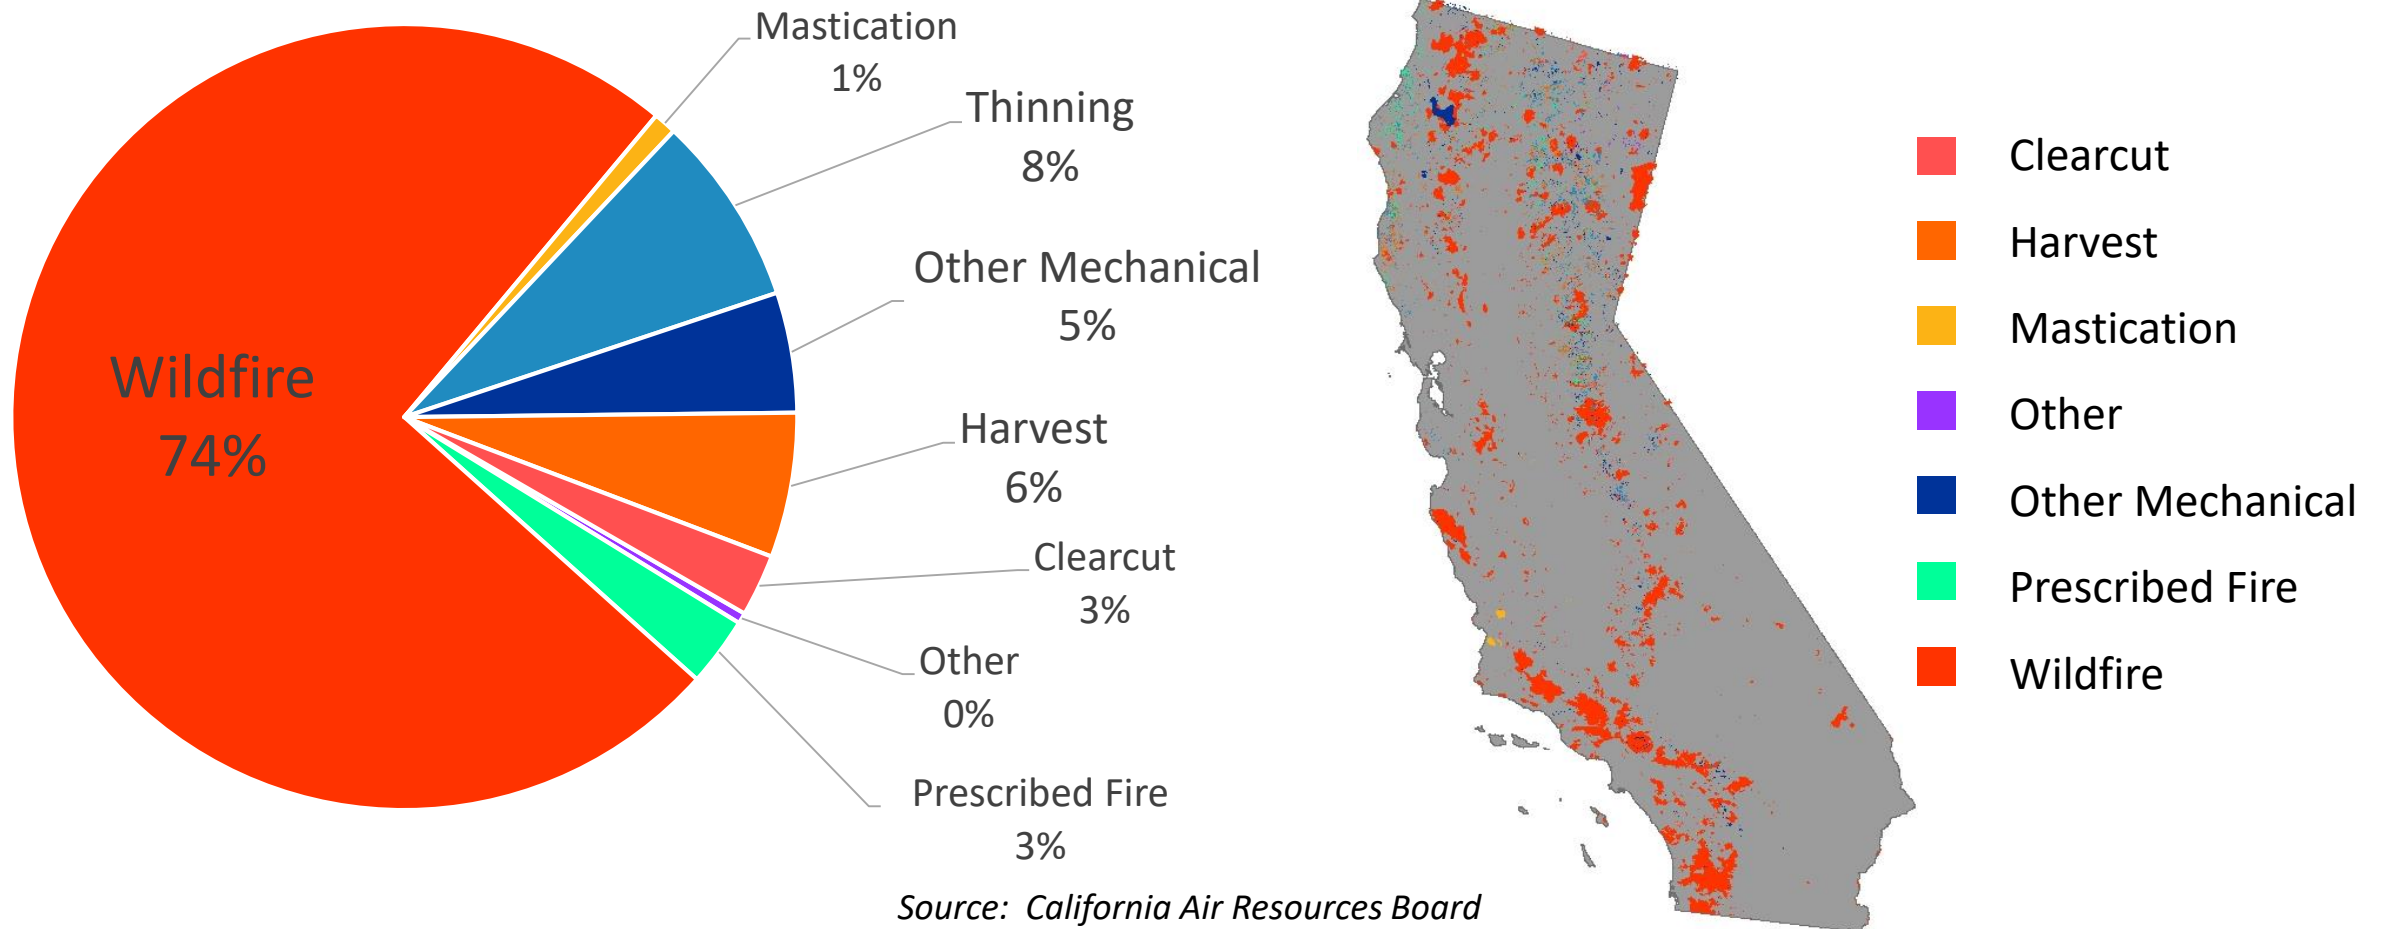 Mastication
1%
Thinning
8%
Other Mechanical
5%
Wildfire
74%
Harvest
6%
Clearcut
3%
Other
0%
Prescribed Fire
3%
Source:  California Air Resources Board
Clearcut
Harvest
Mastication
Other
Other Mechanical
Prescribed Fire
Wildfire